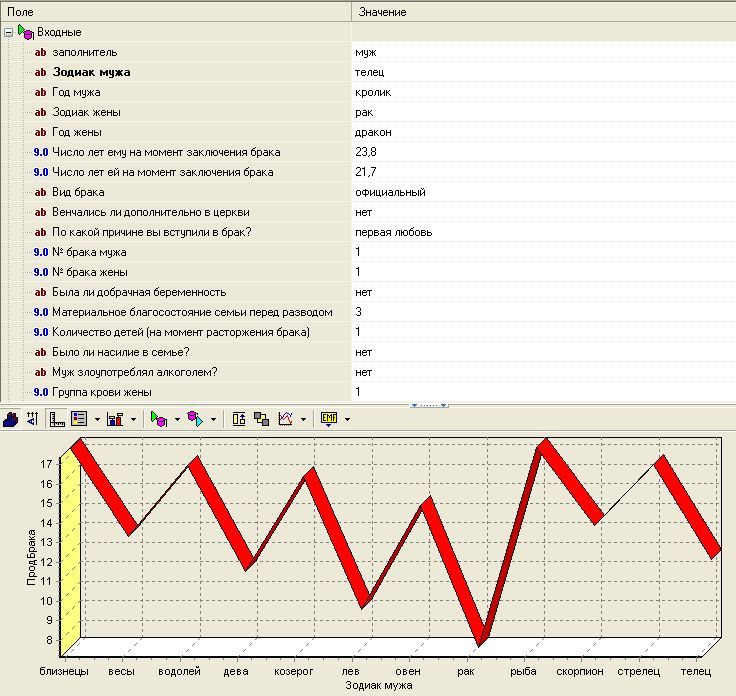 Поле Значение
Входные
ab заполнитель муж
ab Зодиак мужа телец
ab Год мужа кролик
ab Зодиак жены рак
ab Год жены дракон
9.0 Число лет ему на момент заключения брака 23,8
9.0 Число лет ей на момент заключения брака 21,7
ab Вид брака официальный
ab Венчались ли дополнительно в церкви нет
ab По какой причине вы вступили в брак? первая любовь
9.0 № брака мужа 1
9.0 № брака жены 1
ab Была ли добрачная беременность нет
9.0 Материальное благосостояние семьи перед разводом 3
9.0 Количество детей (на момент расторжения брака) 1
ab Было ли насилие в семье? нет
ab Муж злоупотреблял алкоголем? нет
9.0 Группа крови жены 1
EMF
17
16
15
14
13
12
11
10
9
8
ПродБрака
близнецы весы водолей дева козерог лев овен рак рыба скорпион стрелец телец
Зодиак мужа